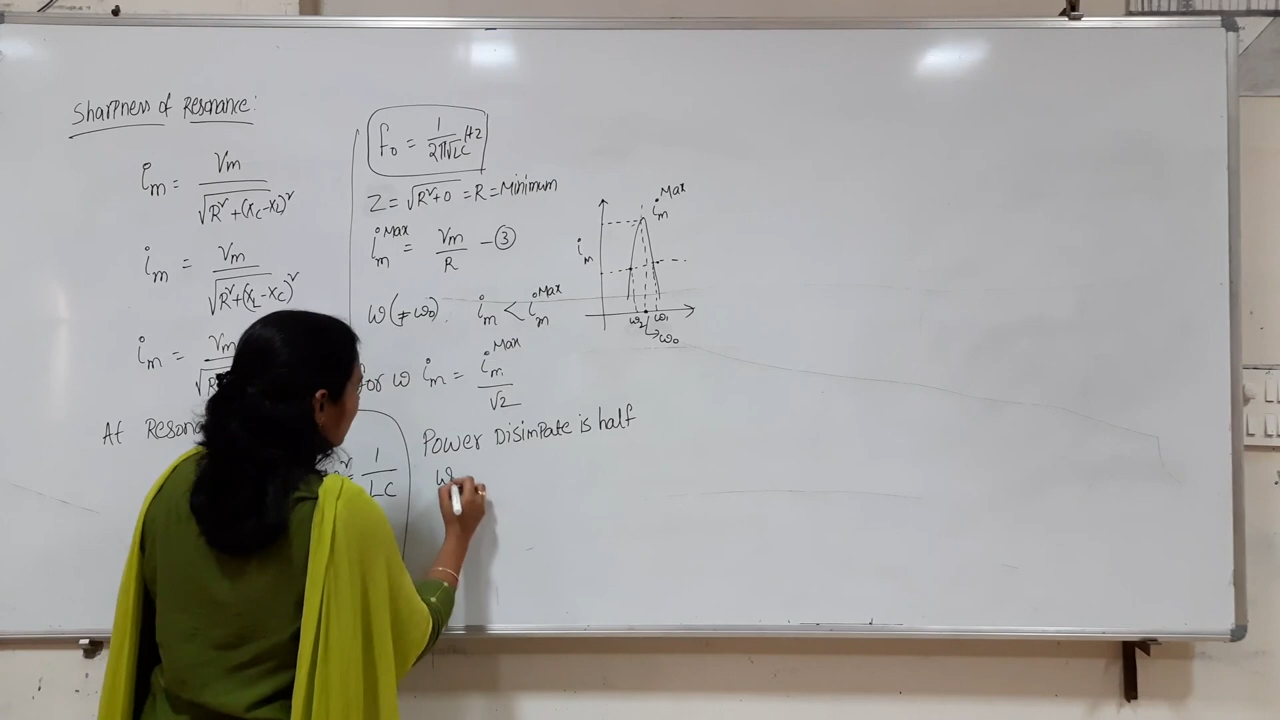 Sharpness of Resonance:
im = Vm / √R²+(Xc-XL)²
im = Vm / √R²+(XL-Xc)²
im = Vm
At Resona
1 / LC
f0 = 1 / 2π√LC Hz
Z = √R²+0 = R = Minimum
im Max = Vm / R - ③
ω(≠ω0). im < im Max
for ω im = im Max / √2
Power Disimpate is half
ω
im Max
im
ω2 ω1
ω0